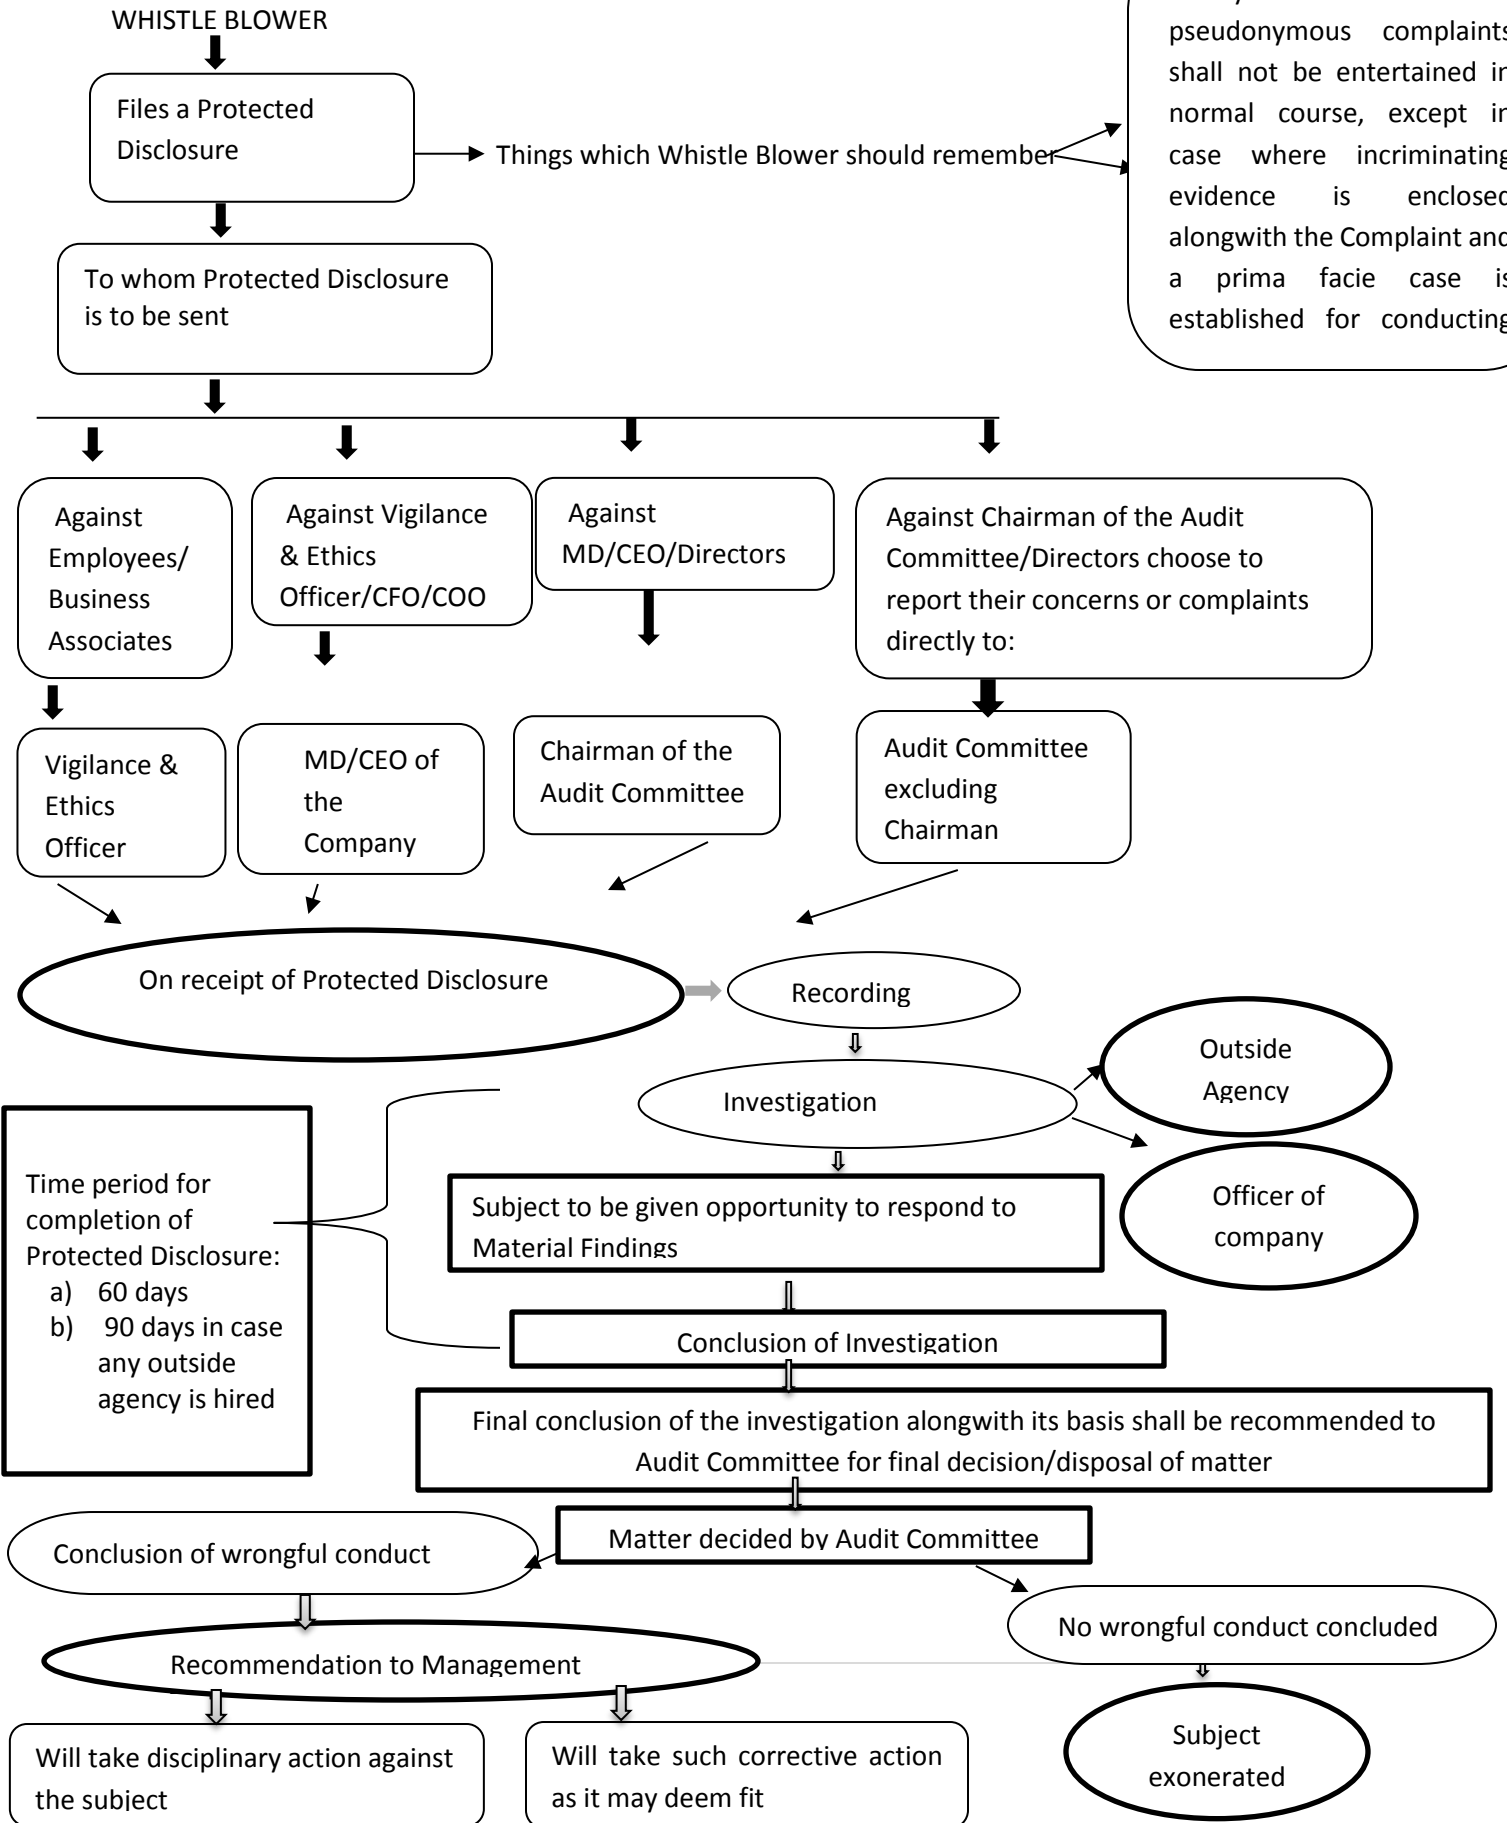 WHISTLE BLOWER
Files a Protected
Disclosure
Things which Whistle Blower should remember
pseudonymous complaints
shall not be entertained in
normal course, except in
case where incriminating
evidence is enclosed
alongwith the Complaint and
a prima facie case is
established for conducting
To whom Protected Disclosure
is to be sent
Against
Employees/
Business
Associates
Against Vigilance
& Ethics
Officer/CFO/COO
Against
MD/CEO/Directors
Against Chairman of the Audit
Committee/Directors choose to
report their concerns or complaints
directly to:
Vigilance &
Ethics
Officer
MD/CEO of
the
Company
Chairman of the
Audit Committee
Audit Committee
excluding
Chairman
On receipt of Protected Disclosure
Recording
Investigation
Outside
Agency
Officer of
company
Time period for
completion of
Protected Disclosure:
a) 60 days
b) 90 days in case
any outside
agency is hired
Subject to be given opportunity to respond to
Material Findings
Conclusion of Investigation
Final conclusion of the investigation alongwith its basis shall be recommended to
Audit Committee for final decision/disposal of matter
Matter decided by Audit Committee
Conclusion of wrongful conduct
No wrongful conduct concluded
Recommendation to Management
Will take disciplinary action against
the subject
Will take such corrective action
as it may deem fit
Subject
exonerated